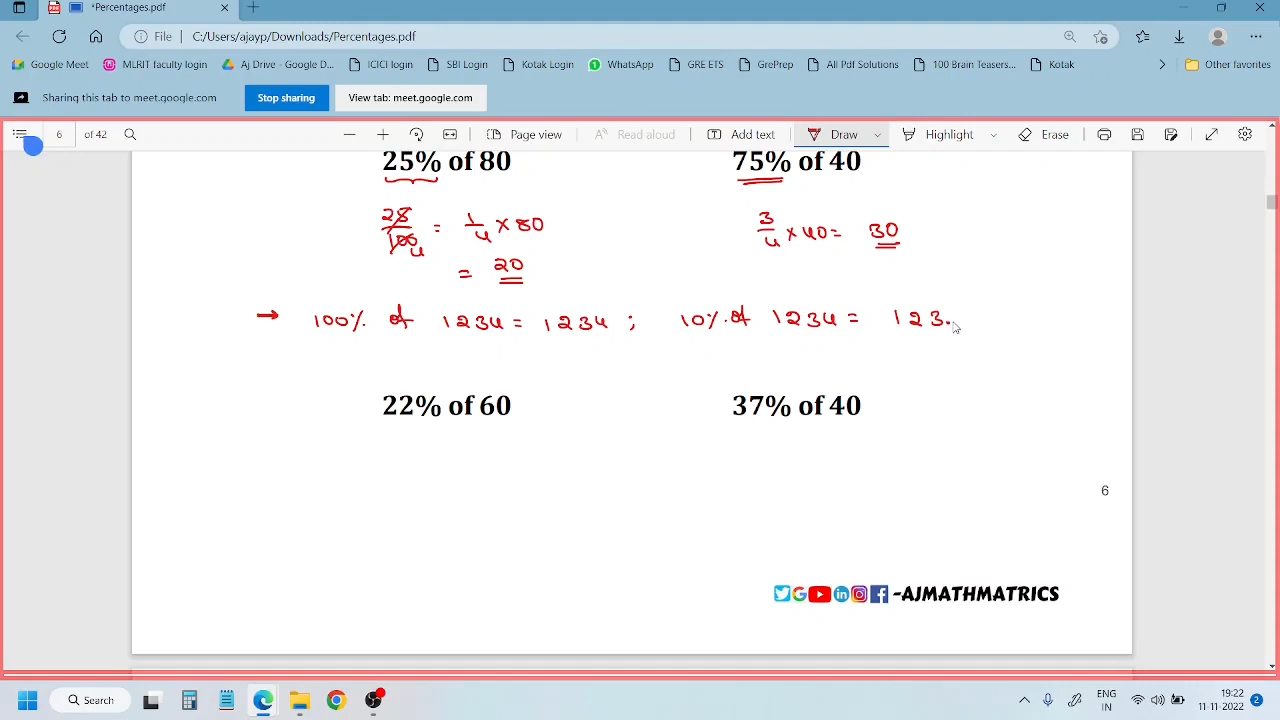 *Percentages.pdf
File C:/Users/ajayp/Downloads/Percentages.pdf
Google Meet MLRIT faculty login Aj Drive - Google D... ICICI login SBI Login Kotak Login WhatsApp GRE ETS GrePrep All Pdf Solutions 100 Brain Teasers... Kotak Other favorites
Sharing this tab to meet.google.com Stop sharing View tab: meet.google.com
6 of 42 Page view Read aloud Add text Draw Highlight Erase
25% of 80 75% of 40
25/100 4 = 1/4 × 80 3/4 × 40 = 30
= 20
→ 100% of 1234 = 1234 ; 10% of 1234 = 123.
22% of 60 37% of 40
6
-AJMATHMATRICS
Search ENG 19:22
IN 11-11-2022 2